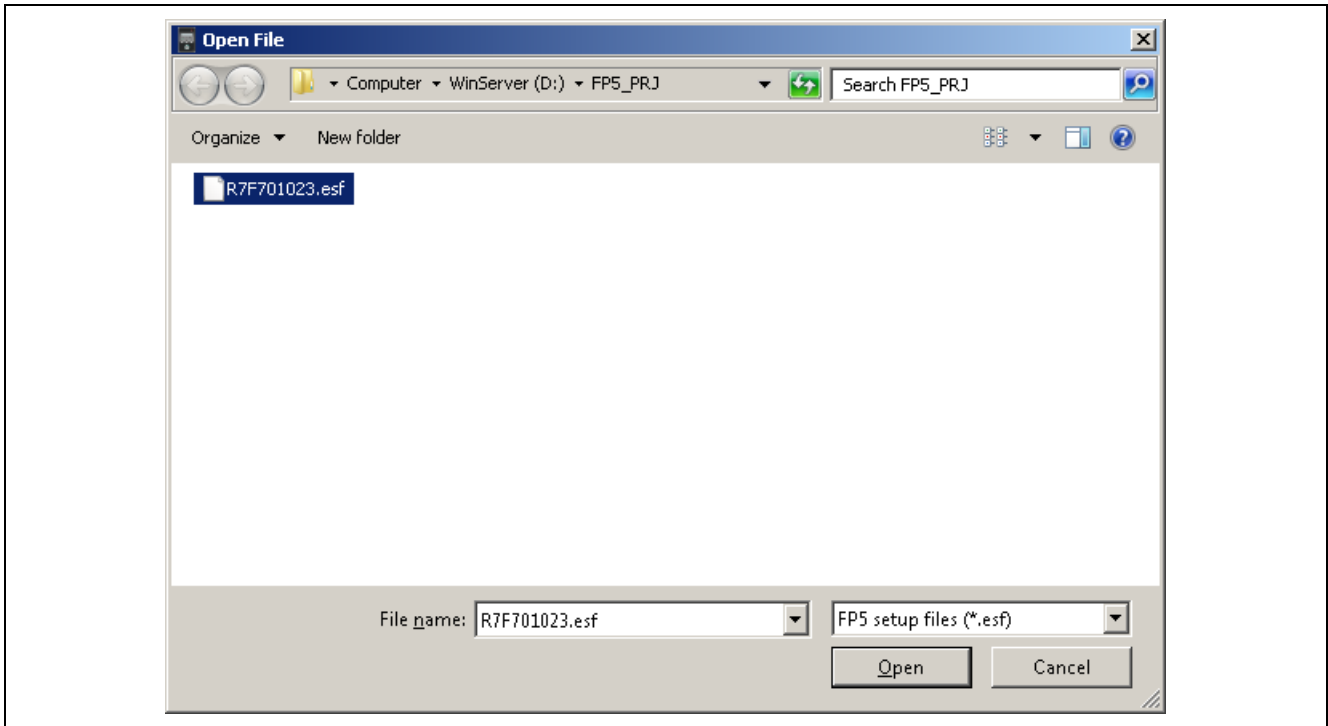 Open File
Computer WinServer (D:) FP5_PRJ Search FP5_PRJ
Organize New folder
R7F701023.esf
File name: R7F701023.esf FP5 setup files (*.esf)
Open Cancel